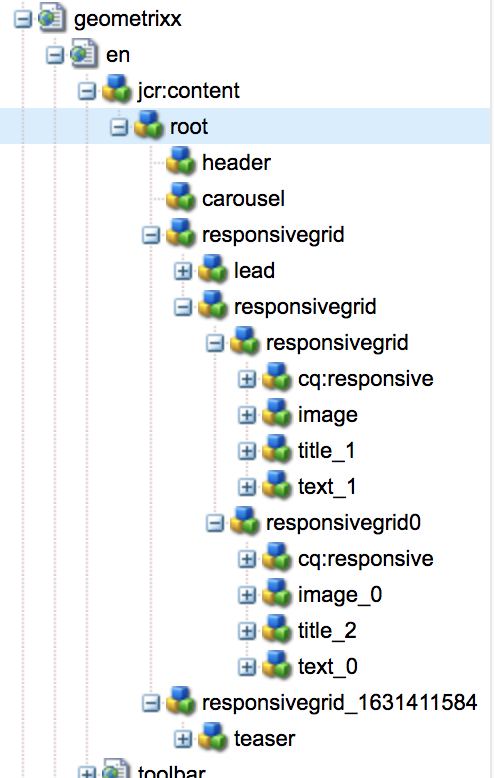 geometrixx
en
jcr:content
root
header
carousel
responsivegrid
lead
responsivegrid
responsivegrid
cq:responsive
image
title_1
text_1
responsivegrid0
cq:responsive
image_0
title_2
text_0
responsivegrid_1631411584
teaser
toolbar